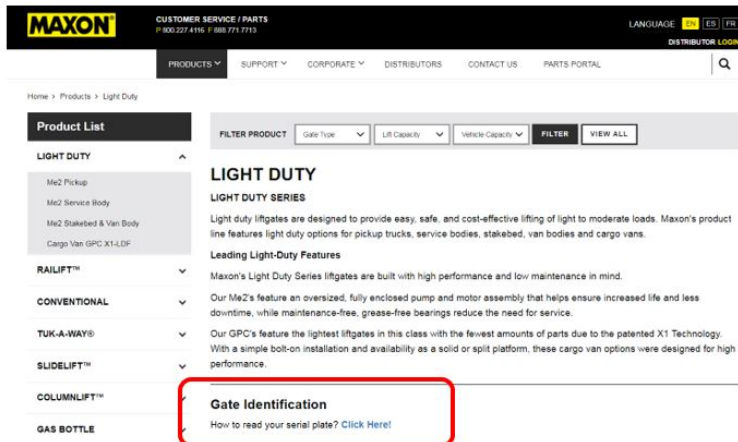 MAXON®
CUSTOMER SERVICE / PARTS
P 800.227.4116 F 888.771.7713
LANGUAGE EN ES FR
DISTRIBUTOR LOGIN
PRODUCTS SUPPORT CORPORATE DISTRIBUTORS CONTACT US PARTS PORTAL
Home > Products > Light Duty
Product List
LIGHT DUTY
Me2 Pickup
Me2 Service Body
Me2 Stakebed & Van Body
Cargo Van GPC X1-LDF
RAILIFT™
CONVENTIONAL
TUK-A-WAY®
SLIDELIFT™
COLUMNLIFT™
GAS BOTTLE
FILTER PRODUCT Gate Type Lift Capacity Vehicle Capacity FILTER VIEW ALL
LIGHT DUTY
LIGHT DUTY SERIES
Light duty liftgates are designed to provide easy, safe, and cost-effective lifting of light to moderate loads. Maxon's product
line features light duty options for pickup trucks, service bodies, stakebed, van bodies and cargo vans.
Leading Light-Duty Features
Maxon's Light Duty Series liftgates are built with high performance and low maintenance in mind.
Our Me2's feature an oversized, fully enclosed pump and motor assembly that helps ensure increased life and less
downtime, while maintenance-free, grease-free bearings reduce the need for service.
Our GPC's feature the lightest liftgates in this class with the fewest amounts of parts due to the patented X1 Technology.
With a simple bolt-on installation and availability as a solid or split platform, these cargo van options were designed for high
performance.
Gate Identification
How to read your serial plate? Click Here!